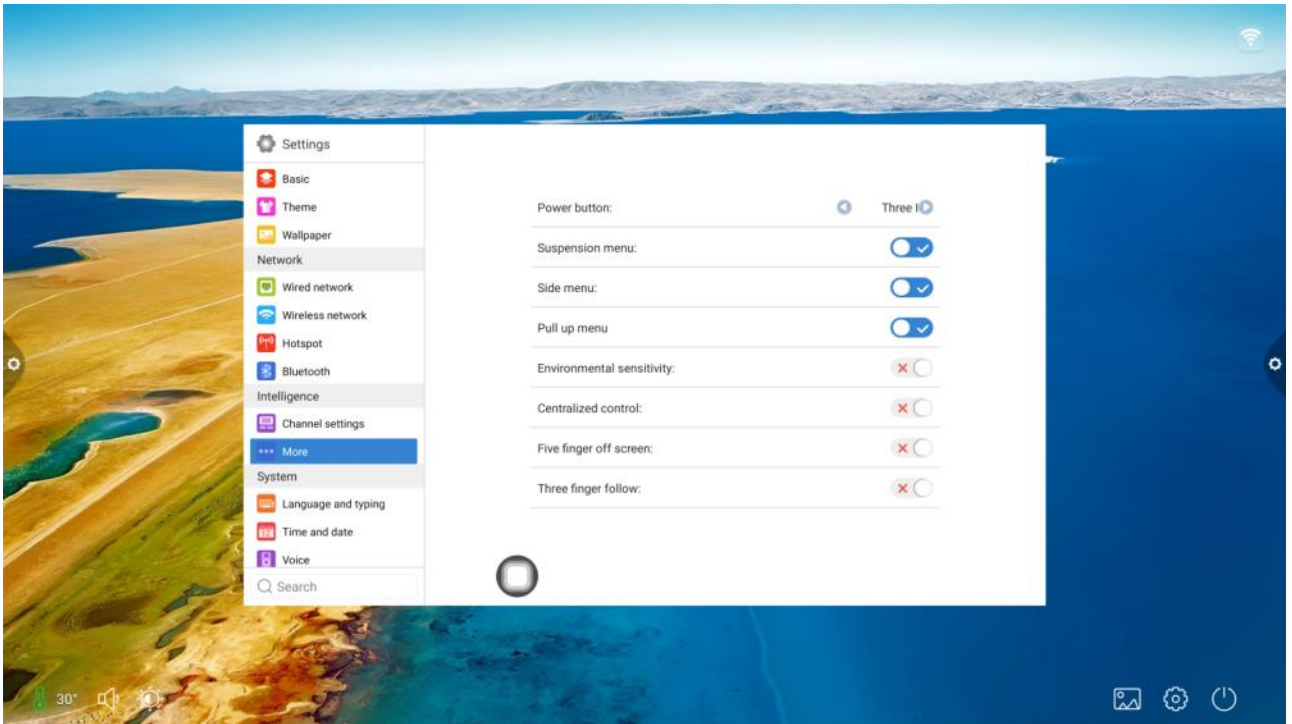 Settings
Basic
Theme
Wallpaper
Network
Wired network
Wireless network
Hotspot
Bluetooth
Intelligence
Channel settings
More
System
Language and typing
Time and date
Voice
Search
Power button: Three
Suspension menu:
Side menu:
Pull up menu
Environmental sensitivity:
Centralized control:
Five finger off screen:
Three finger follow:
30°